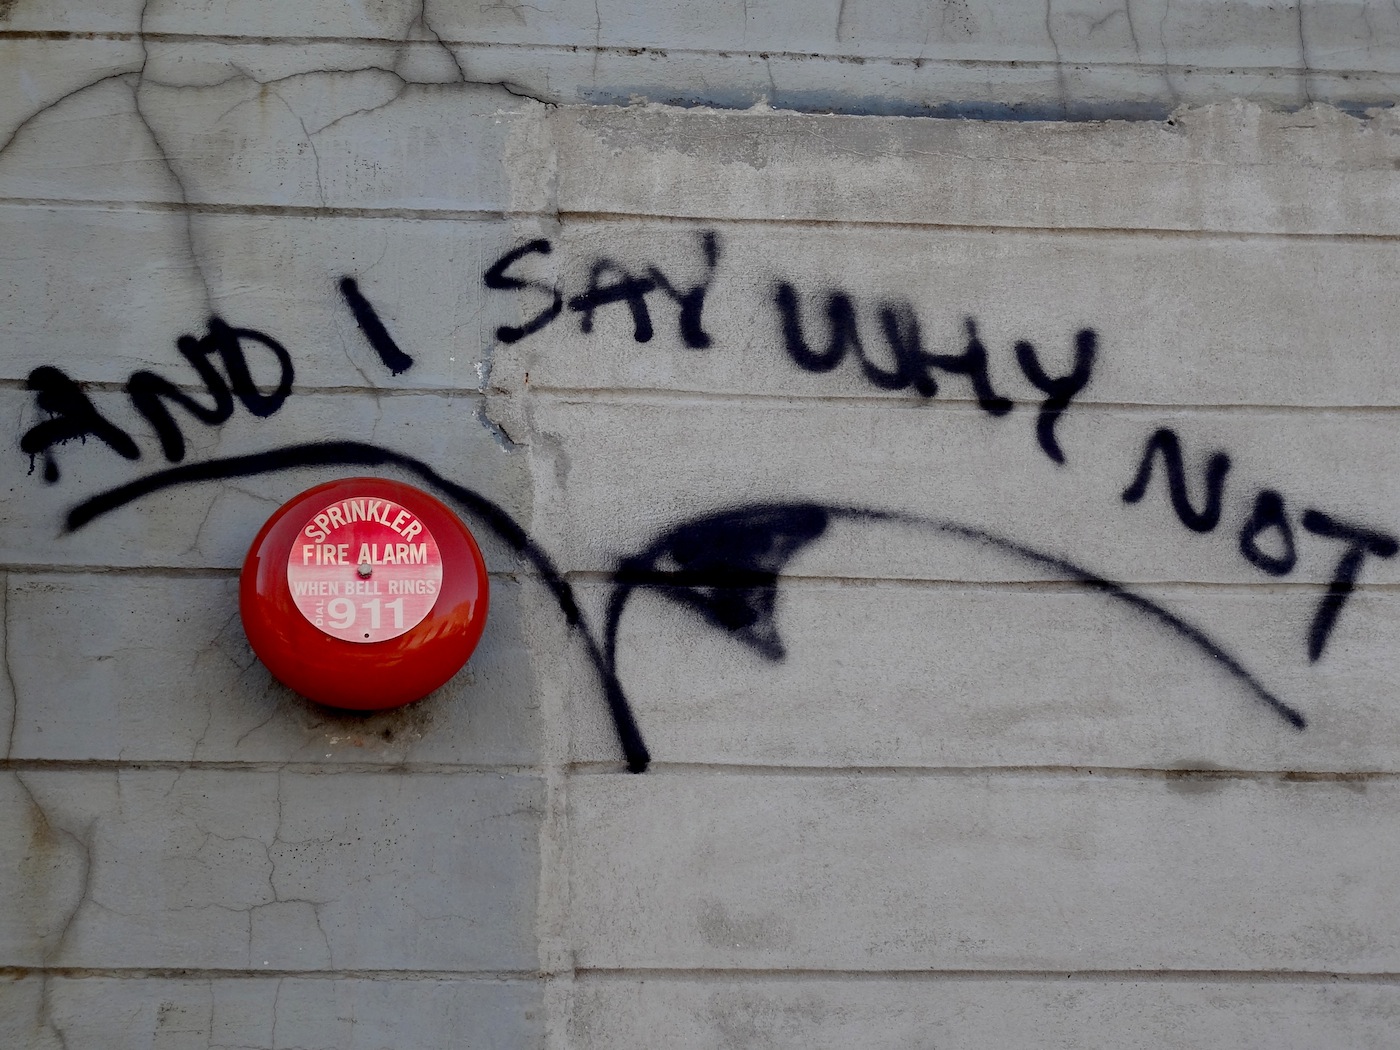 AND I SAY WHY NOT
SPRINKLER
FIRE ALARM
WHEN BELL RINGS
DIAL 911